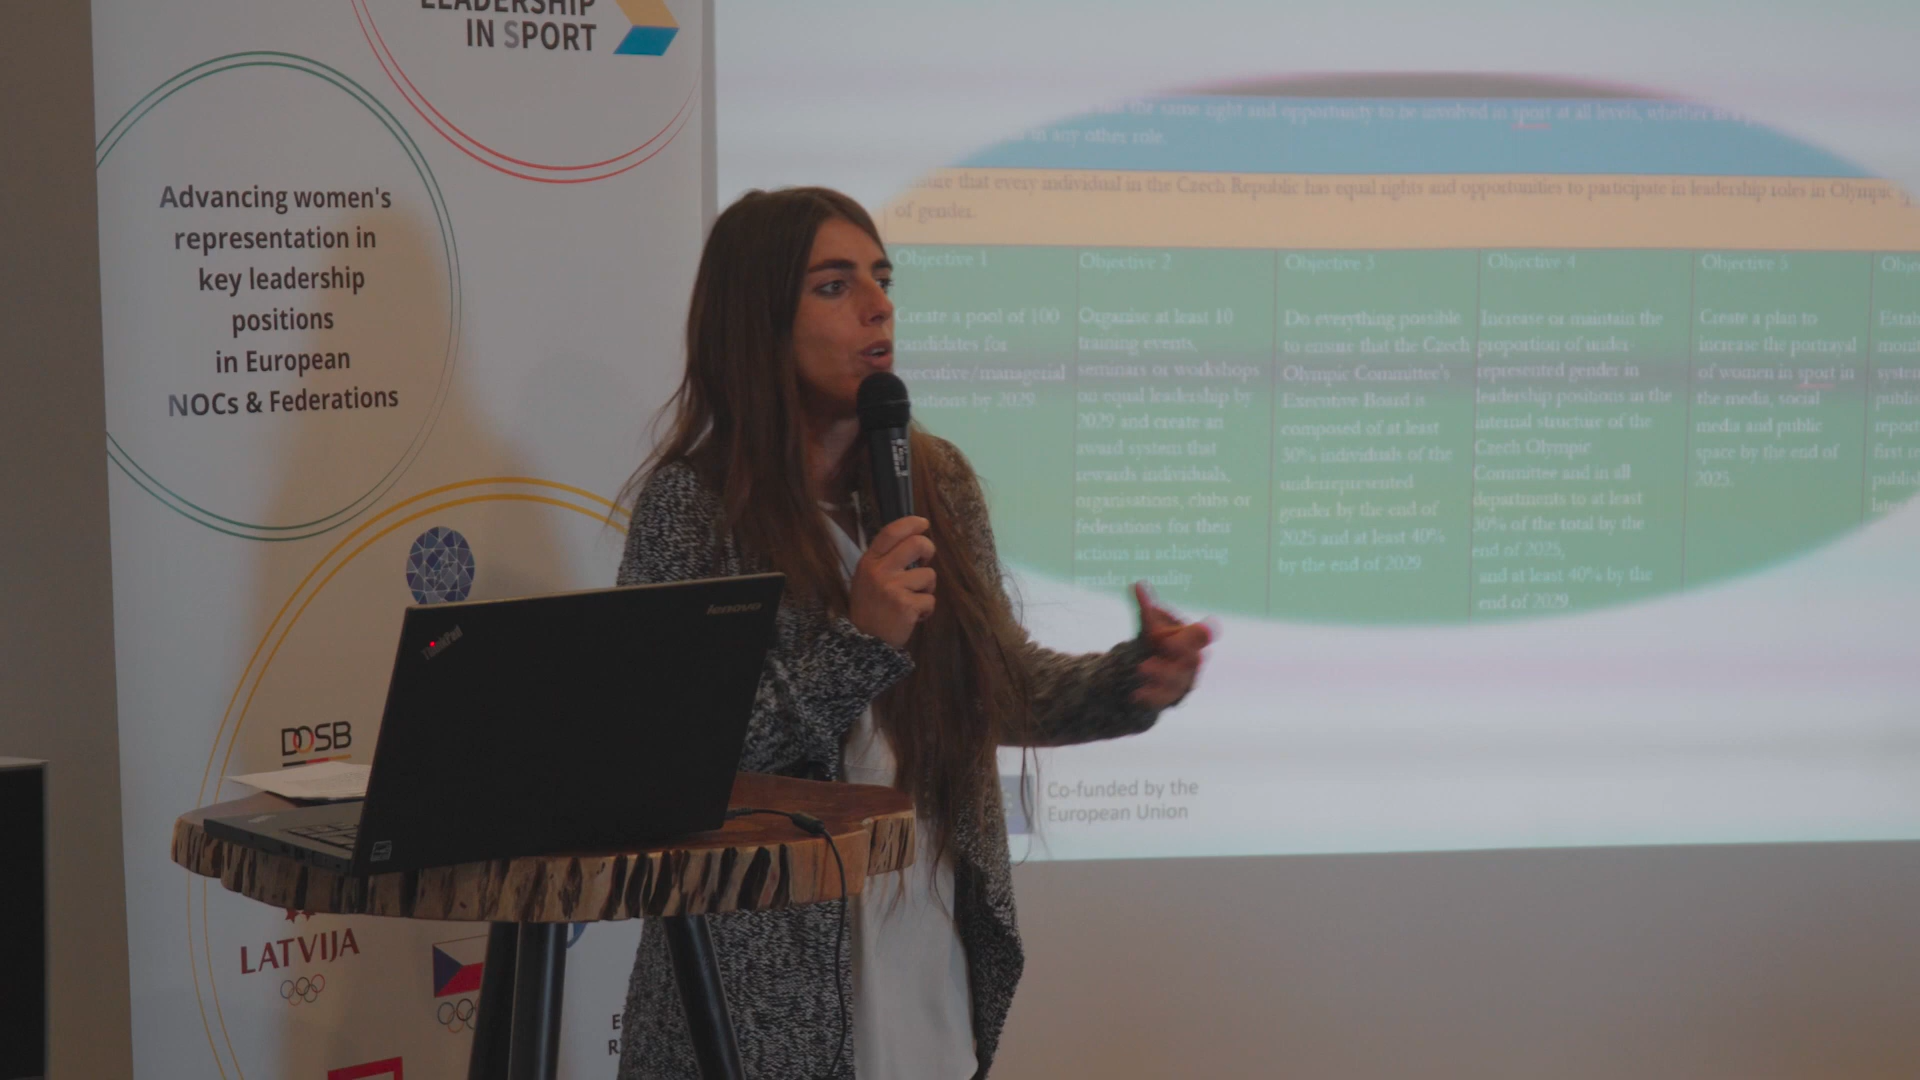 LEADERSHIP
IN SPORT
Advancing women's
representation in
key leadership
positions
in European
NOCs & Federations
DOSB
LATVIJA
ThinkPad
lenovo
the same right and opportunity to be involved in sport at all levels, whether
in any other role.
that every individual in the Czech Republic has equal rights and opportunities to participate in leadership roles in Olympic
of gender.
Objective 1
Create a pool of 100
candidates for
executive/managerial
positions by 2029.
Objective 2
Organise at least 10
training events,
seminars or workshops
on equal leadership by
2029 and create an
award system that
rewards individuals,
organisations, clubs or
federations for their
actions in achieving
gender equality.
Objective 3
Do everything possible
to ensure that the Czech
Olympic Committee's
Executive Board is
composed of at least
30% individuals of the
underrepresented
gender by the end of
2025 and at least 40%
by the end of 2029.
Objective 4
Increase or maintain the
proportion of under-
represented gender in
leadership positions in the
internal structure of the
Czech Olympic
Committee and in all
departments to at least
30% of the total by the
end of 2025,
and at least 40% by the
end of 2029.
Objective 5
Create a plan to
increase the portrayal
of women in sport in
the media, social
media and public
space by the end of
2025.
Co-funded by the
European Union